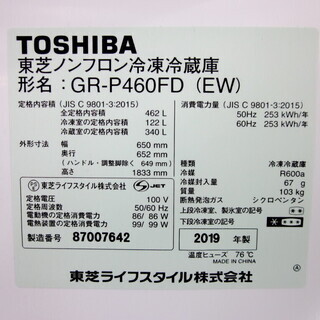 TOSHIBA
東芝ノンフロン冷凍冷蔵庫
形名：GR-P460FD（EW）
定格内容積（JIS C 9801-3:2015）
全定格内容積 462 L
冷凍室の定格内容積 122 L
冷蔵室の定格内容積 340 L
外形寸法
幅 650 mm
奥行 652 mm
（ハンドル・調整脚除く 649 mm）
高さ 1833 mm
消費電力量（JIS C 9801-3:2015）
50Hz 253 kWh/年
60Hz 253 kWh/年
種類 冷凍冷蔵庫
冷媒 R600a
冷媒封入量 67 g
質量 103 kg
断熱発泡ガス シクロペンタン
上段冷凍室、製氷室の記号
下段冷凍室の記号
東芝ライフスタイル株式会社 JET
定格電圧 100 V
定格周波数 50/60 Hz
電動機の定格消費電力 86/ 86 W
電熱装置の定格消費電力 99/ 99 W
製造番号 87007642
2019 年製
温度ヒューズ 76℃
MADE IN CHINA
東芝ライフスタイル株式会社 Ⓐ